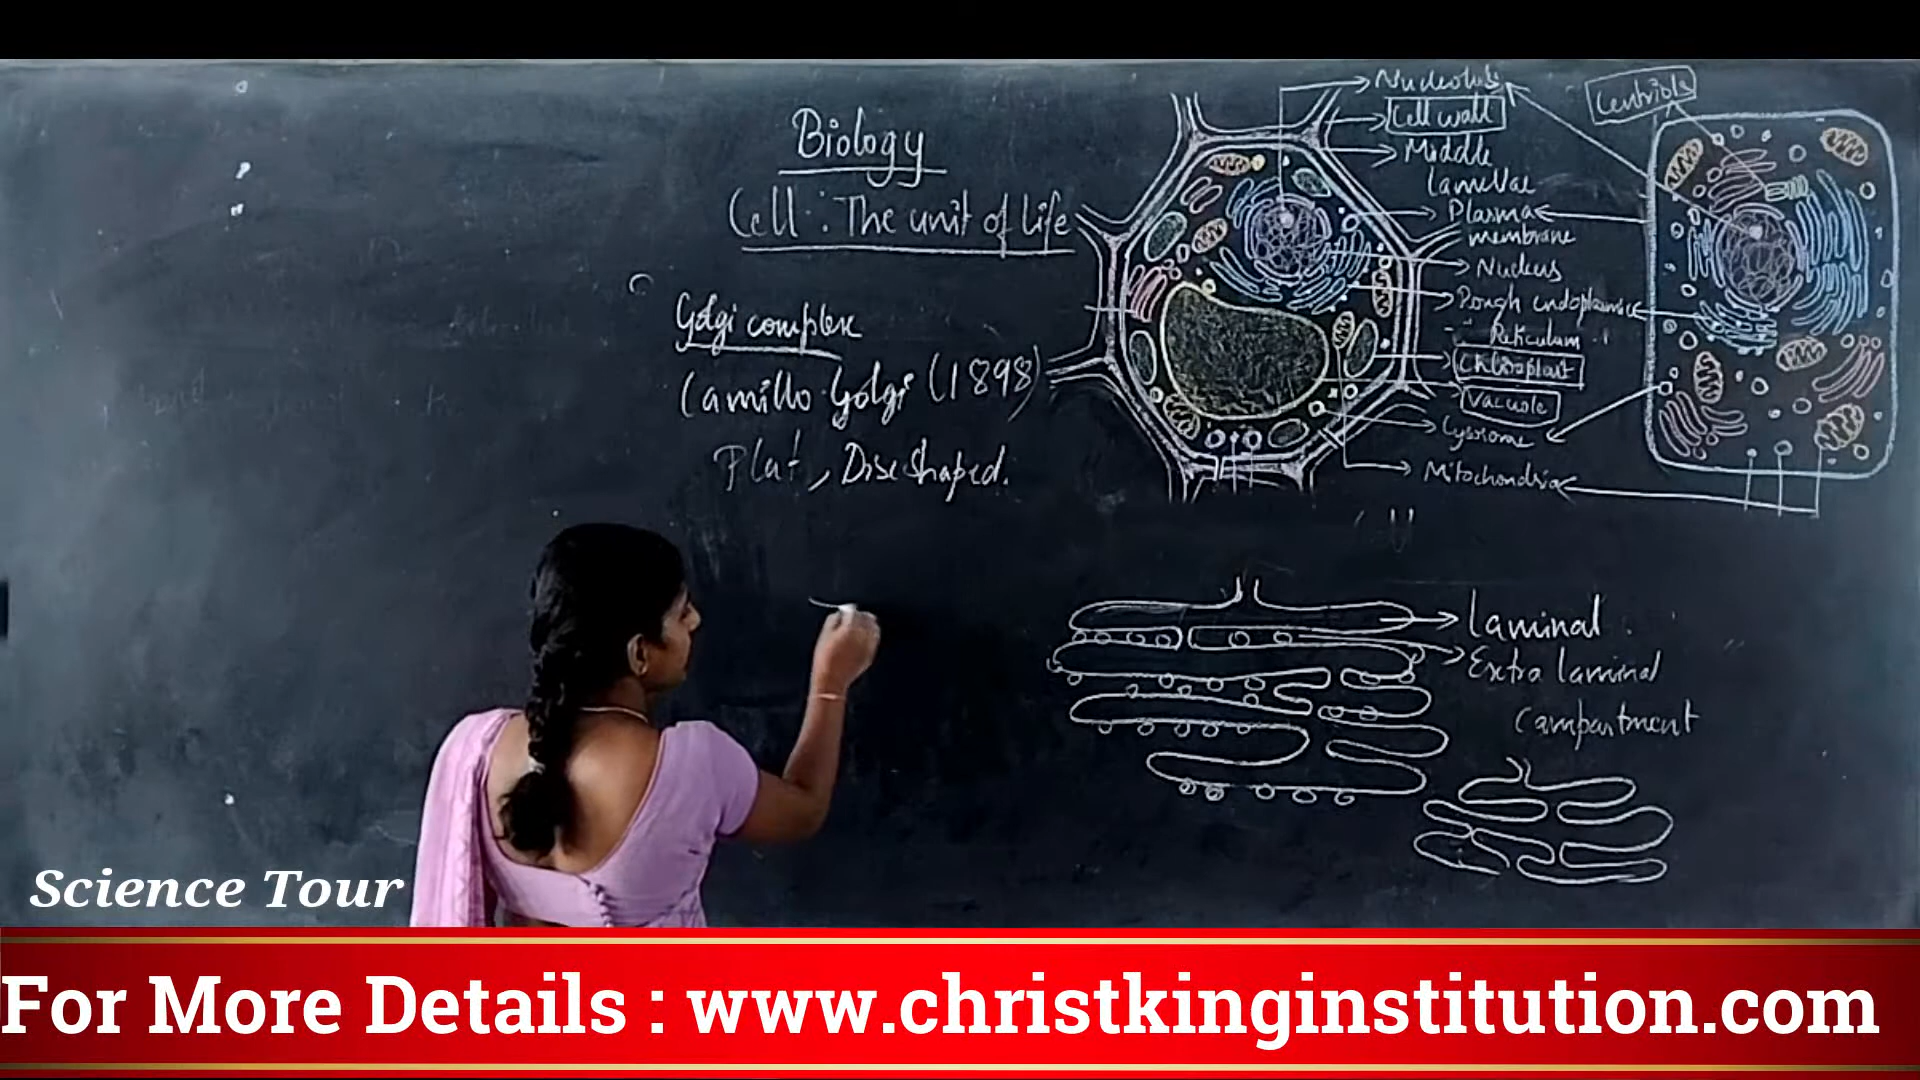 Biology
Cell : The unit of life
Golgi complex
Camillo Golgi (1898)
Flat, Disc shaped.
Nucleolus
Cell wall
Middle
lamellae
Plasma
membrane
Nucleus
Rough endoplasmic
Reticulum
Chloroplast
Vacuole
Lysosome
Mitochondria
Centriole
Laminal
Extra laminal
compartment
Science Tour
For More Details : www.christkinginstitution.com